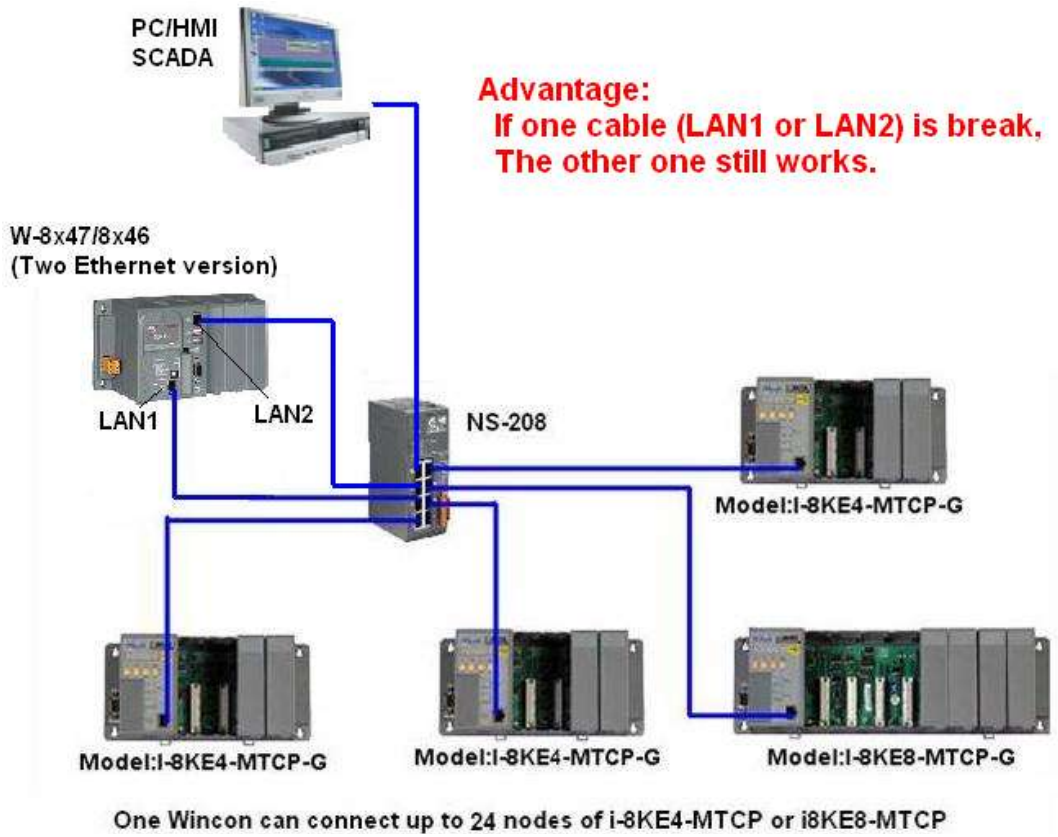 PC/HMI
SCADA
Advantage:
If one cable (LAN1 or LAN2) is break,
The other one still works.
W-8x47/8x46
(Two Ethernet version)
LAN1
LAN2
NS-208
Model:I-8KE4-MTCP-G
Model:I-8KE4-MTCP-G
Model:I-8KE4-MTCP-G
Model:I-8KE8-MTCP-G
One Wincon can connect up to 24 nodes of i-8KE4-MTCP or i8KE8-MTCP